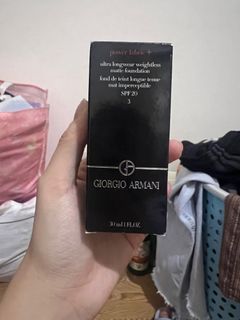 power fabric +
ultra longwear weightless
matte foundation
fond de teint longue tenue
mat imperceptible
SPF 20
3
GIORGIO ARMANI
30 ml 1 FL.OZ.